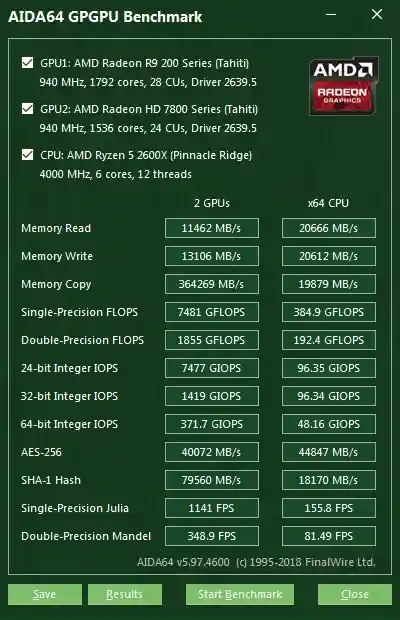 AIDA64 GPGPU Benchmark
GPU1: AMD Radeon R9 200 Series (Tahiti)
940 MHz, 1792 cores, 28 CUs, Driver 2639.5
GPU2: AMD Radeon HD 7800 Series (Tahiti)
940 MHz, 1536 cores, 24 CUs, Driver 2639.5
CPU: AMD Ryzen 5 2600X (Pinnacle Ridge)
4000 MHz, 6 cores, 12 threads
AMD
RADEON
GRAPHICS
2 GPUs x64 CPU
Memory Read 11462 MB/s 20666 MB/s
Memory Write 13106 MB/s 20612 MB/s
Memory Copy 364269 MB/s 19879 MB/s
Single-Precision FLOPS 7481 GFLOPS 384.9 GFLOPS
Double-Precision FLOPS 1855 GFLOPS 192.4 GFLOPS
24-bit Integer IOPS 7477 GIOPS 96.35 GIOPS
32-bit Integer IOPS 1419 GIOPS 96.34 GIOPS
64-bit Integer IOPS 371.7 GIOPS 48.16 GIOPS
AES-256 40072 MB/s 44847 MB/s
SHA-1 Hash 79560 MB/s 18170 MB/s
Single-Precision Julia 1141 FPS 155.8 FPS
Double-Precision Mandel 348.9 FPS 81.49 FPS
AIDA64 v5.97.4600 (c) 1995-2018 FinalWire Ltd.
Save Results Start Benchmark Close